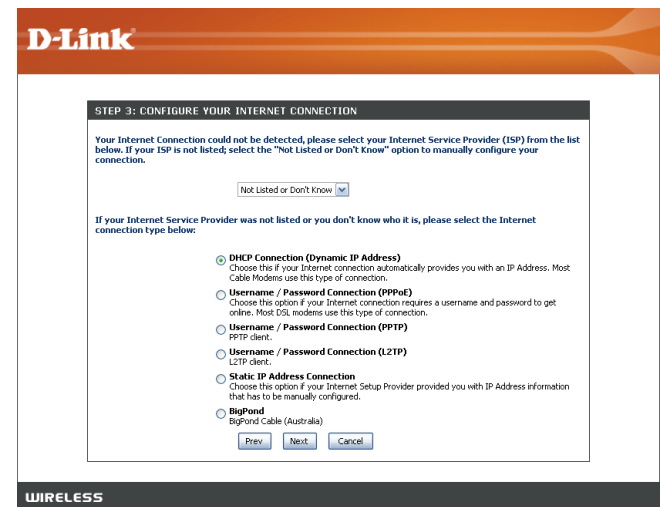 D-Link
STEP 3: CONFIGURE YOUR INTERNET CONNECTION
Your Internet Connection could not be detected, please select your Internet Service Provider (ISP) from the list
below. If your ISP is not listed; select the "Not Listed or Don't Know" option to manually configure your
connection.
Not Listed or Don't Know
If your Internet Service Provider was not listed or you don't know who it is, please select the Internet
connection type below:
DHCP Connection (Dynamic IP Address)
Choose this if your Internet connection automatically provides you with an IP Address. Most
Cable Modems use this type of connection.
Username / Password Connection (PPPoE)
Choose this option if your Internet connection requires a username and password to get
online. Most DSL modems use this type of connection.
Username / Password Connection (PPTP)
PPTP client.
Username / Password Connection (L2TP)
L2TP client.
Static IP Address Connection
Choose this option if your Internet Setup Provider provided you with IP Address information
that has to be manually configured.
BigPond
BigPond Cable (Australia)
Prev Next Cancel
WIRELESS